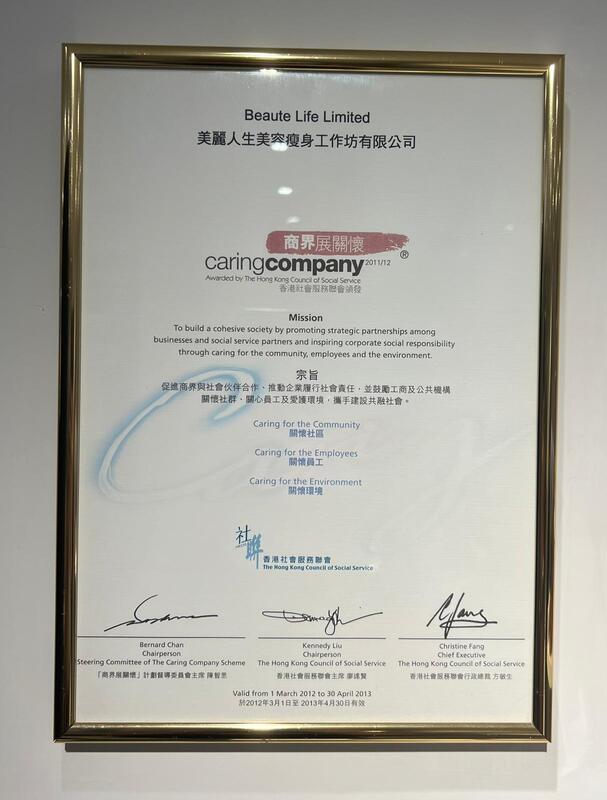 Beaute Life Limited
美麗人生美容瘦身工作坊有限公司
商界展關懷
caringcompany 2011/12 ®
Awarded by The Hong Kong Council of Social Service
香港社會服務聯會頒發
Mission
To build a cohesive society by promoting strategic partnerships among
businesses and social service partners and inspiring corporate social responsibility
through caring for the community, employees and the environment.
宗旨
促進商界與社會伙伴合作、推動企業履行社會責任，並鼓勵工商及公共機構
關懷社群、關心員工及愛護環境，攜手建設共融社會。
Caring for the Community
關懷社區
Caring for the Employees
關懷員工
Caring for the Environment
關懷環境
社聯
香港社會服務聯會
The Hong Kong Council of Social Service
Bernard Chan
Chairperson
Steering Committee of The Caring Company Scheme
「商界展關懷」計劃督導委員會主席 陳智思
Kennedy Liu
Chairperson
The Hong Kong Council of Social Service
香港社會服務聯會主席 廖達賢
Christine Fang
Chief Executive
The Hong Kong Council of Social Service
香港社會服務聯會行政總裁 方敏生
Valid from 1 March 2012 to 30 April 2013
於2012年3月1日至 2013年4月30日有效